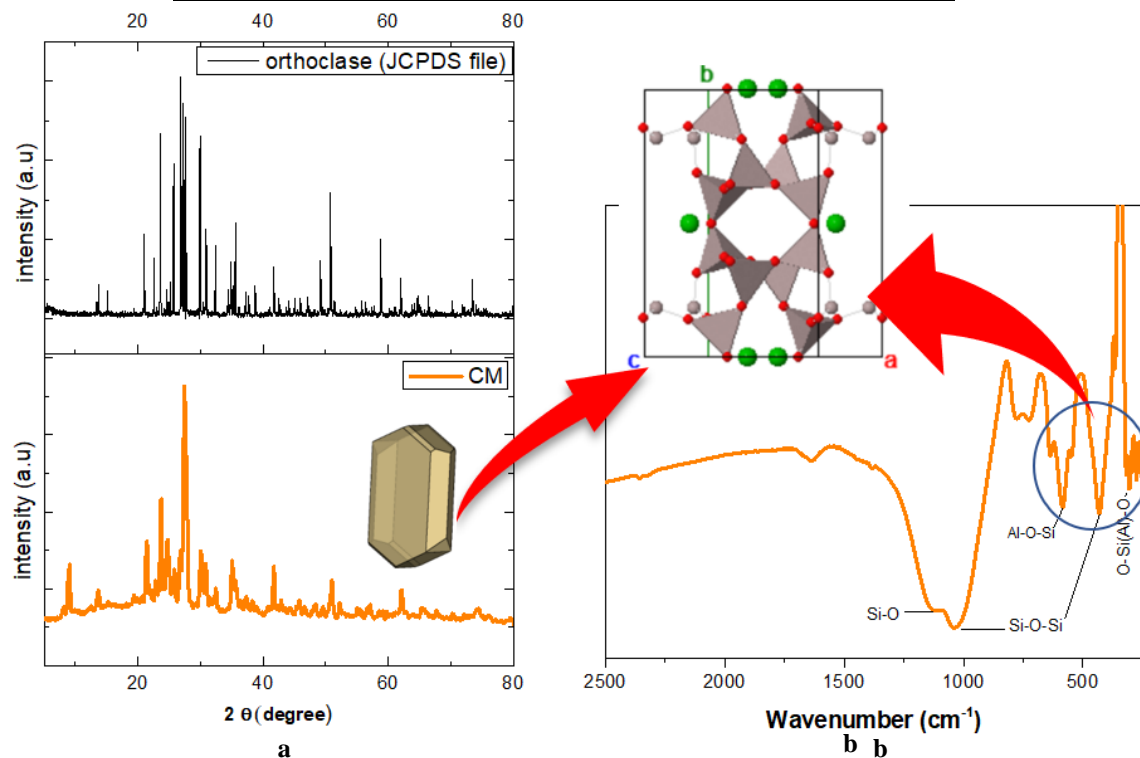 20 40 60 80
orthoclase (JCPDS file)
intensity (a.u)
CM
intensity (a.u)
20 40 60 80
2 θ(degree)
a
b
c
a
Al-O-Si
O-Si(Al)-O-
Si-O
Si-O-Si
2500 2000 1500 1000 500
Wavenumber (cm⁻¹)
b b